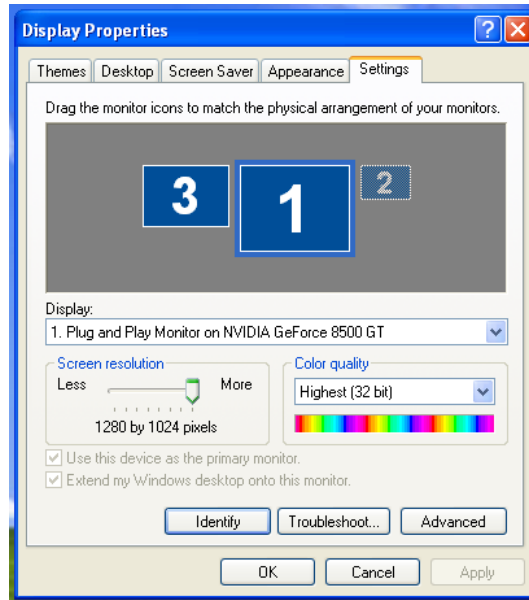 Display Properties
Themes Desktop Screen Saver Appearance Settings
Drag the monitor icons to match the physical arrangement of your monitors.
3 1 2
Display:
1. Plug and Play Monitor on NVIDIA GeForce 8500 GT
Screen resolution
Less More
1280 by 1024 pixels
Color quality
Highest (32 bit)
Use this device as the primary monitor.
Extend my Windows desktop onto this monitor.
Identify Troubleshoot... Advanced
OK Cancel Apply